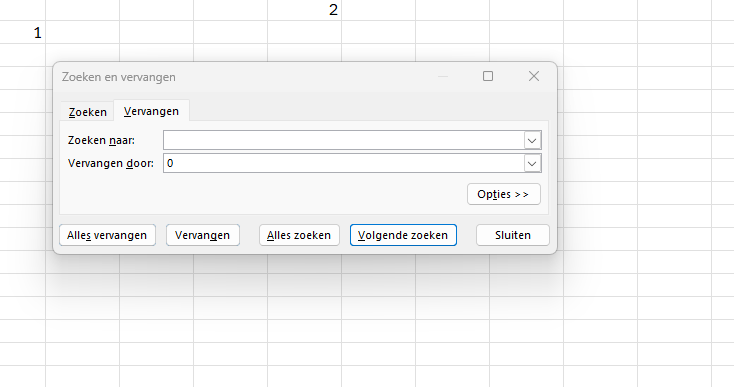 2
1
Zoeken en vervangen
Zoeken
Vervangen
Zoeken naar:
Vervangen door: 0
Opties >>
Alles vervangen
Vervangen
Alles zoeken
Volgende zoeken
Sluiten